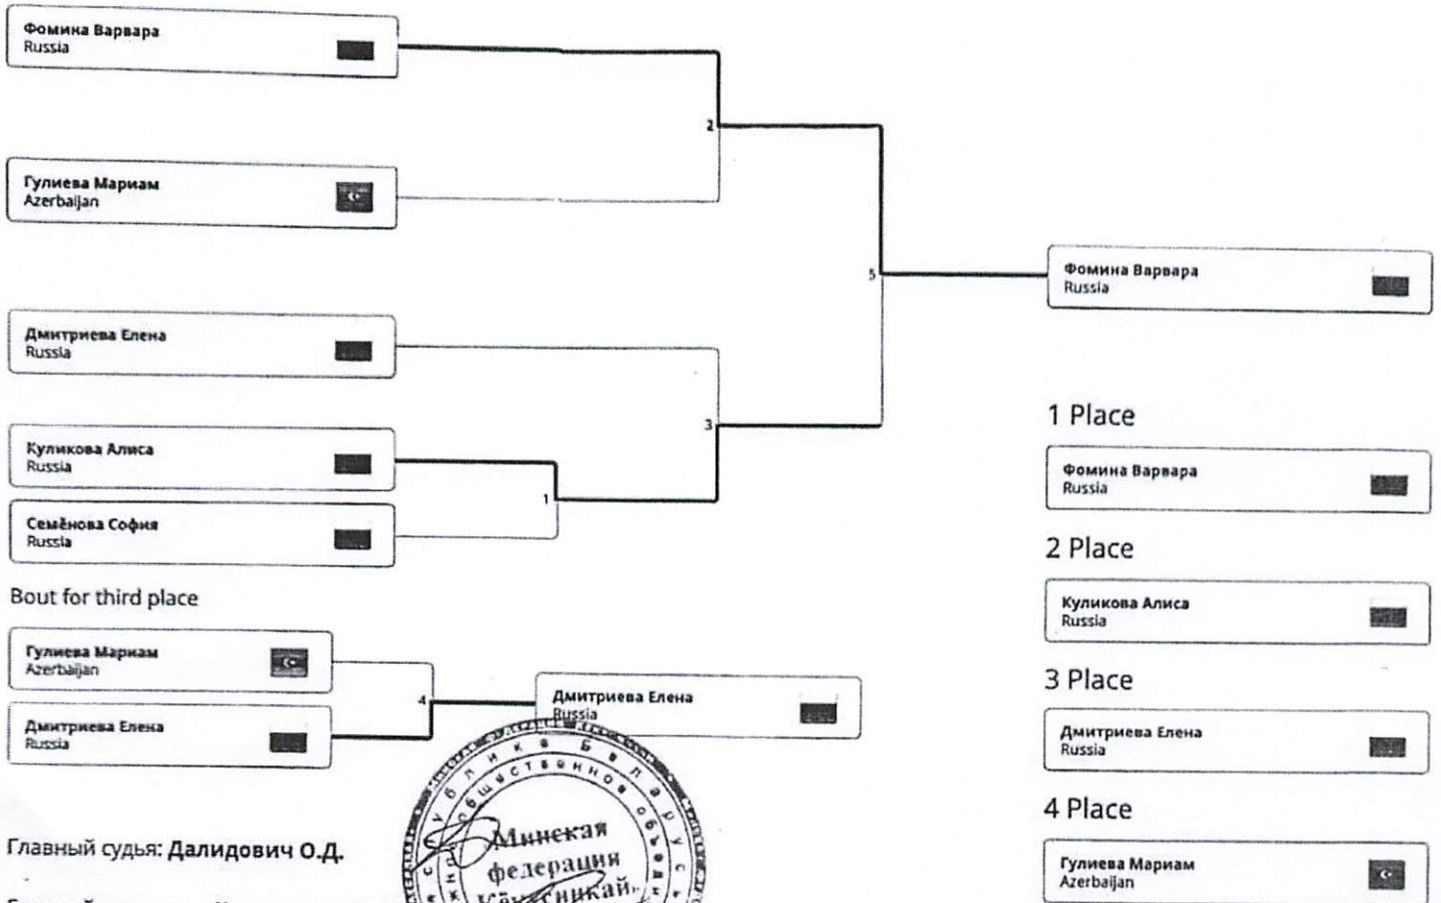 Фомина Варвара
Russia
2
Гулиева Мариам
Azerbaijan
5
Фомина Варвара
Russia
Дмитриева Елена
Russia
3
Куликова Алиса
Russia
1
Семёнова София
Russia
Bout for third place
Гулиева Мариам
Azerbaijan
4
Дмитриева Елена
Russia
Дмитриева Елена
Russia
1 Place
Фомина Варвара
Russia
2 Place
Куликова Алиса
Russia
3 Place
Дмитриева Елена
Russia
4 Place
Гулиева Мариам
Azerbaijan
Главный судья: Далидович О.Д.
Беларусь
общественное
Минская
федерация